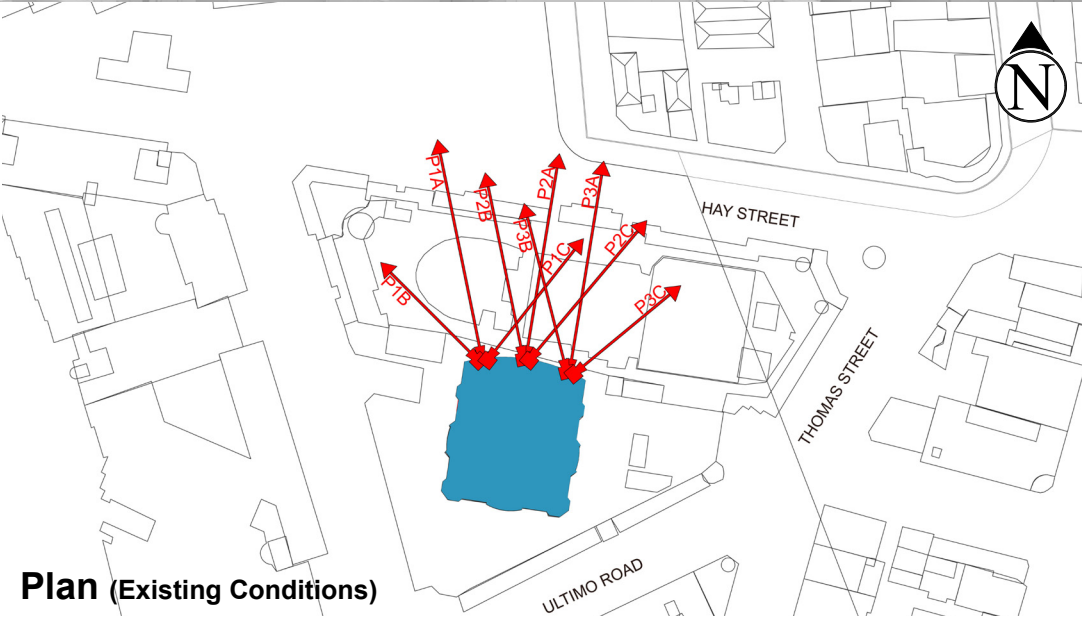 N
P1A
P2B
P2A
P3A
P3B
P1C
P2C
P1B
P3C
HAY STREET
THOMAS STREET
ULTIMO ROAD
Plan (Existing Conditions)